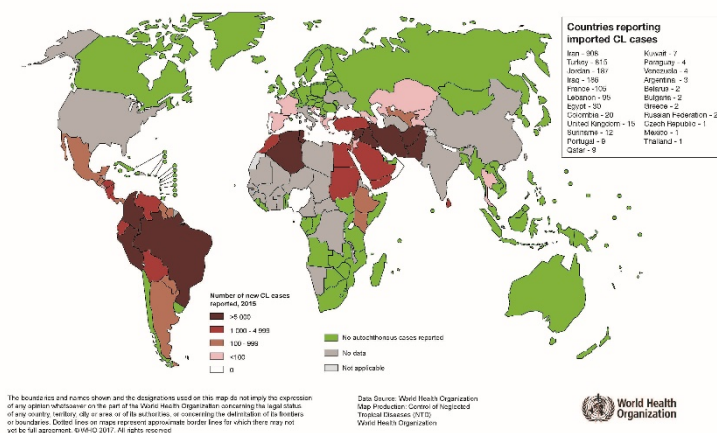 Countries reporting
imported CL cases
Iran - 908
Turkey - 815
Jordan - 187
Iraq - 186
France - 106
Lebanon - 95
Egypt - 30
Colombia - 20
United Kingdom - 15
Suriname - 12
Portugal - 9
Qatar - 9
Kuwait - 7
Paraguay - 4
Venezuela - 4
Argentina - 3
Belarus - 2
Bulgaria - 2
Greece - 2
Russian Federation - 2
Czech Republic - 1
Mexico - 1
Thailand - 1
Number of new CL cases
reported, 2015
>5 000
1 000 - 4 999
100 - 999
<100
0
No autochthonous cases reported
No data
Not applicable
The boundaries and names shown and the designations used on this map do not imply the expression
of any opinion whatsoever on the part of the World Health Organization concerning the legal status
of any country, territory, city or area or of its authorities, or concerning the delimitation of its frontiers
or boundaries. Dotted lines on maps represent approximate border lines for which there may not
yet be full agreement. © WHO 2017. All rights reserved
Data Source: World Health Organization
Map Production: Control of Neglected
Tropical Diseases (NTD)
World Health Organization
World Health
Organization